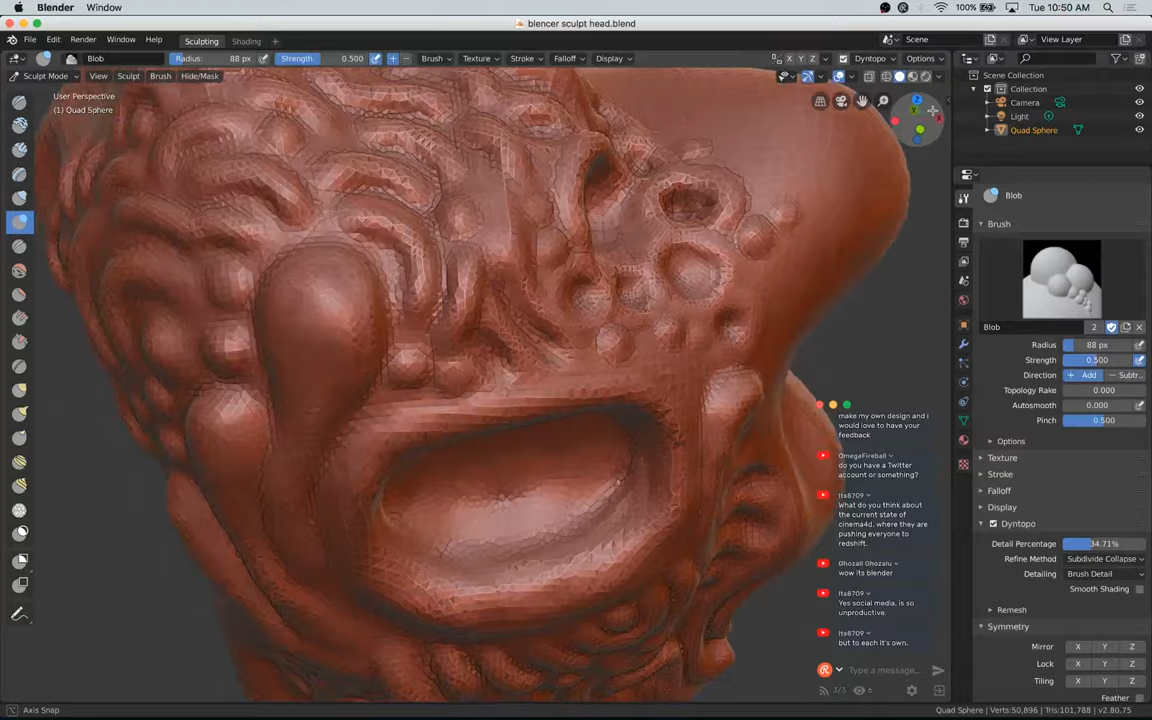 Blender Window 100% Tue 10:50 AM
blencer sculpt head.blend
File Edit Render Window Help Sculpting Shading + Scene View Layer
Blob Radius: 88 px Strength: 0.500 + − Brush Texture Stroke Falloff Display X Y Z Dyntopo Options
Sculpt Mode View Sculpt Brush Hide/Mask
User Perspective
(1) Quad Sphere
Scene Collection
Collection
Camera
Light
Quad Sphere
Blob
Brush
Blob 2
Radius 88 px
Strength 0.500
Direction + Add − Subtr..
Topology Rake 0.000
Autosmooth 0.000
Pinch 0.500
Options
Texture
Stroke
Falloff
Display
Dyntopo
Detail Percentage 34.71%
Refine Method Subdivide Collapse
Detailing Brush Detail
Smooth Shading
Remesh
Symmetry
Mirror X Y Z
Lock X Y Z
Tiling X Y Z
Feather
make my own design and i
would love to have your
feedback
OmegaFireball
do you have a Twitter
account or something?
Its8709
What do you think about
the current state of
cinema4d, where they are
pushing everyone to
redshift.
Ghozali Ghozalu
wow its blender
Its8709
Yes social media, is so
unproductive.
Its8709
but to each it's own.
Type a message...
3/3 6
Axis Snap
Quad Sphere | Verts:50,896 | Tris:101,788 | v2.80.75